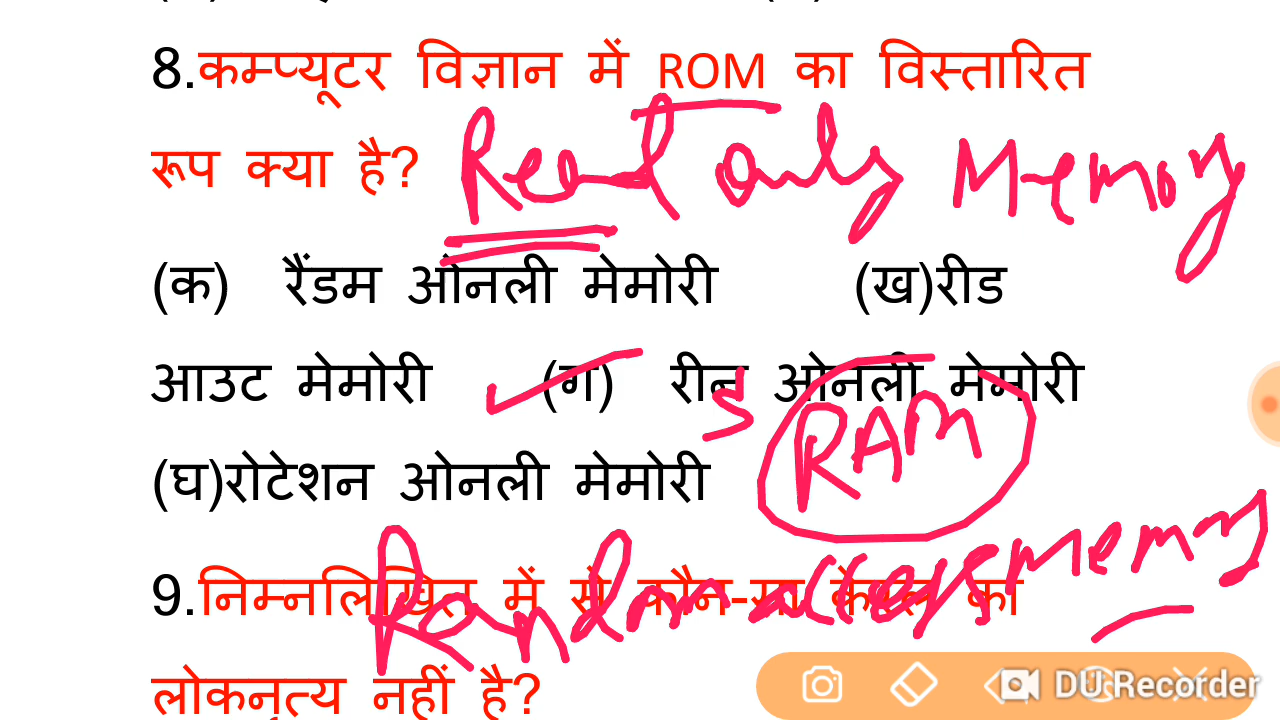 8.कम्प्यूटर विज्ञान में ROM का विस्तारित
रूप क्या है? Read only Memory
(क) रैंडम ओनली मेमोरी (ख)रीड
आउट मेमोरी (ग) रीन ओनली मेमोरी
S RAM
(घ)रोटेशन ओनली मेमोरी
Random access memory
9.निम्नलिखित में से कौन-सा केरल का
लोकनृत्य नहीं है?
DU Recorder